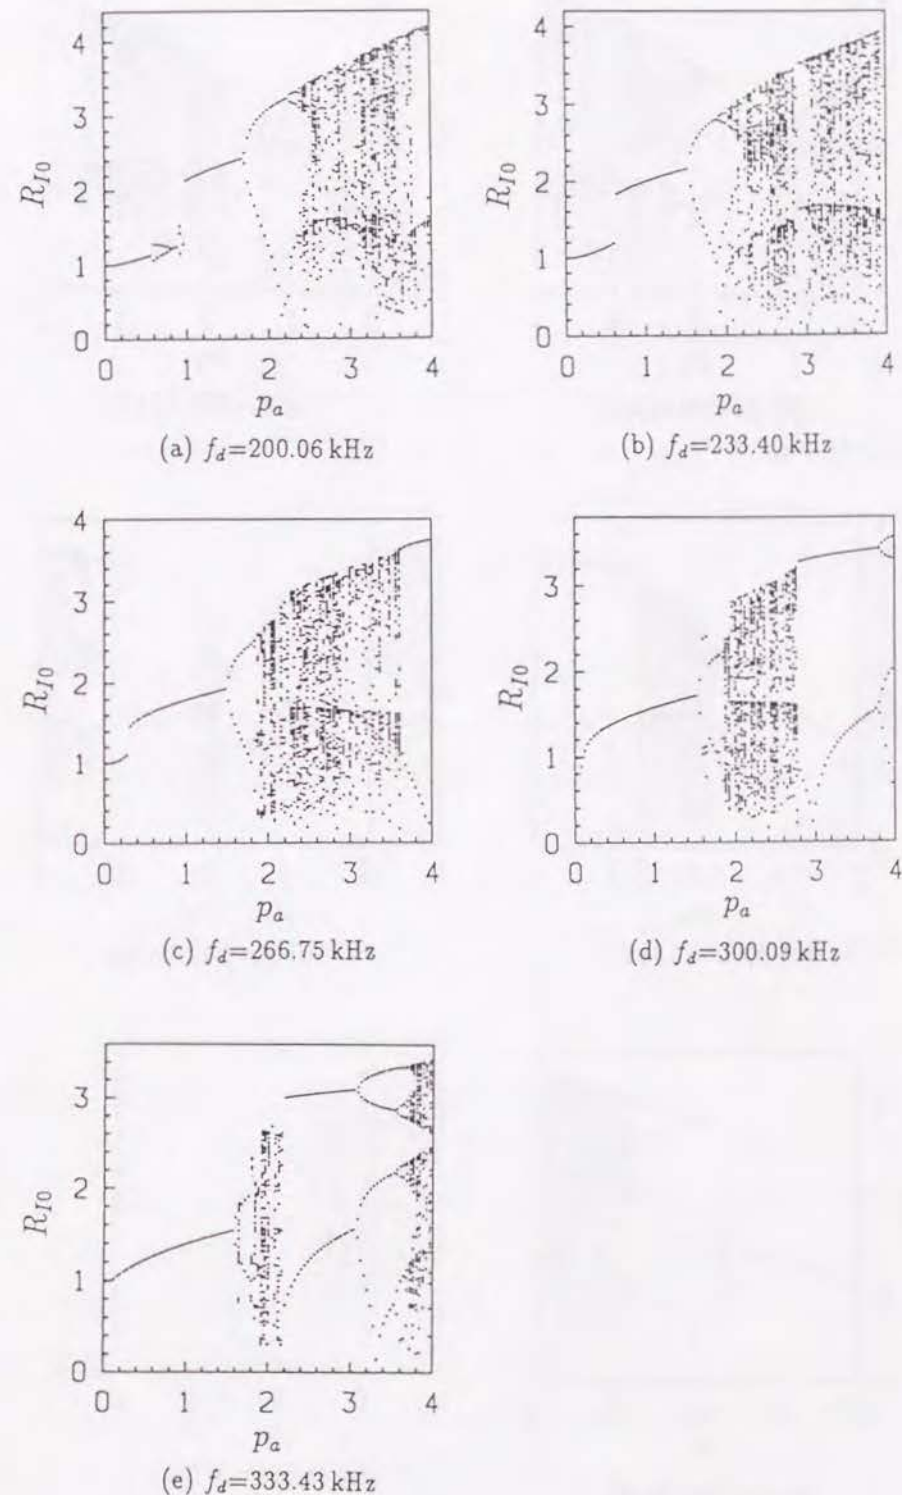 4
3
2
1
0
R_{I0}
0 1 2 3 4
p_a
(a) f_d=200.06 kHz
4
3
2
1
0
R_{I0}
0 1 2 3 4
p_a
(b) f_d=233.40 kHz
4
3
2
1
0
R_{I0}
0 1 2 3 4
p_a
(c) f_d=266.75 kHz
3
2
1
0
R_{I0}
0 1 2 3 4
p_a
(d) f_d=300.09 kHz
3
2
1
0
R_{I0}
0 1 2 3 4
p_a
(e) f_d=333.43 kHz